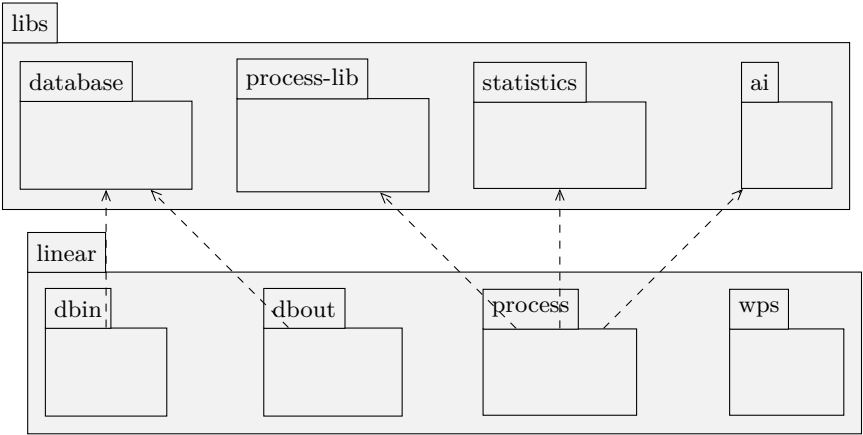 libs
database
process-lib
statistics
ai
linear
dbin
dbout
process
wps